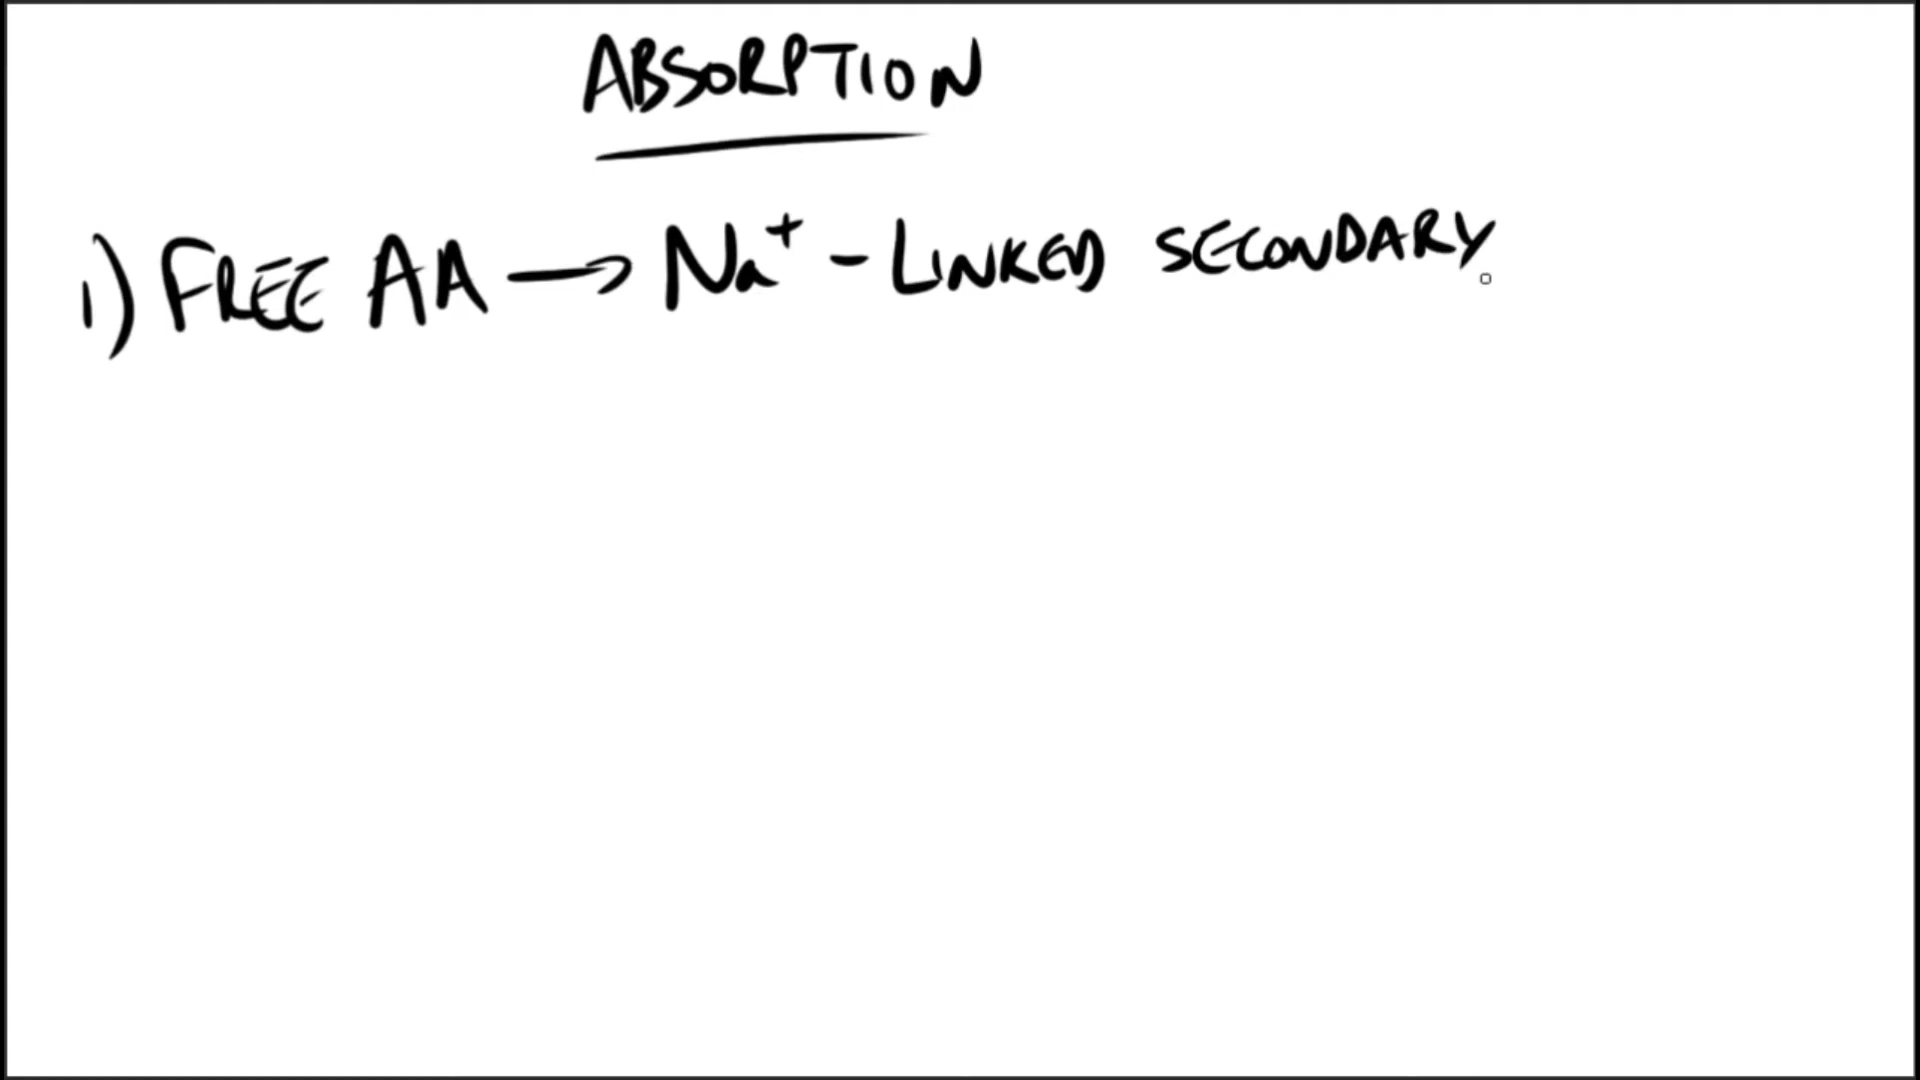 ABSORPTION
1) FREE AA → Na⁺ - LINKED SECONDARY